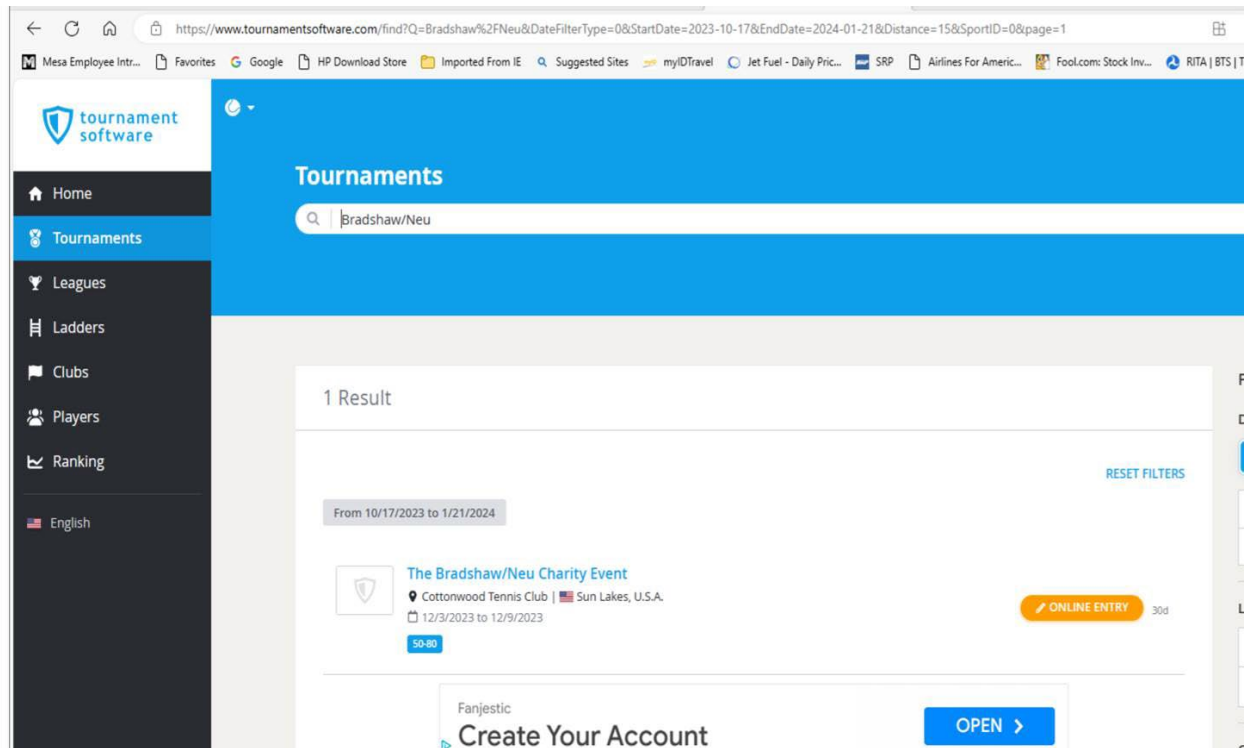 https://www.tournamentsoftware.com/find?Q=Bradshaw%2FNeu&DateFilterType=0&StartDate=2023-10-17&EndDate=2024-01-21&Distance=15&SportID=0&page=1
Mesa Employee Intr... Favorites Google HP Download Store Imported From IE Suggested Sites myIDTravel Jet Fuel - Daily Pric... SRP Airlines For Americ... Fool.com: Stock Inv... RITA | BTS | T
tournament
software
Tournaments
Home
Bradshaw/Neu
Tournaments
Leagues
Ladders
Clubs
Players
Ranking
English
1 Result
RESET FILTERS
From 10/17/2023 to 1/21/2024
The Bradshaw/Neu Charity Event
Cottonwood Tennis Club | Sun Lakes, U.S.A.
12/3/2023 to 12/9/2023
ONLINE ENTRY 30d
50-80
Fanjestic
Create Your Account
OPEN